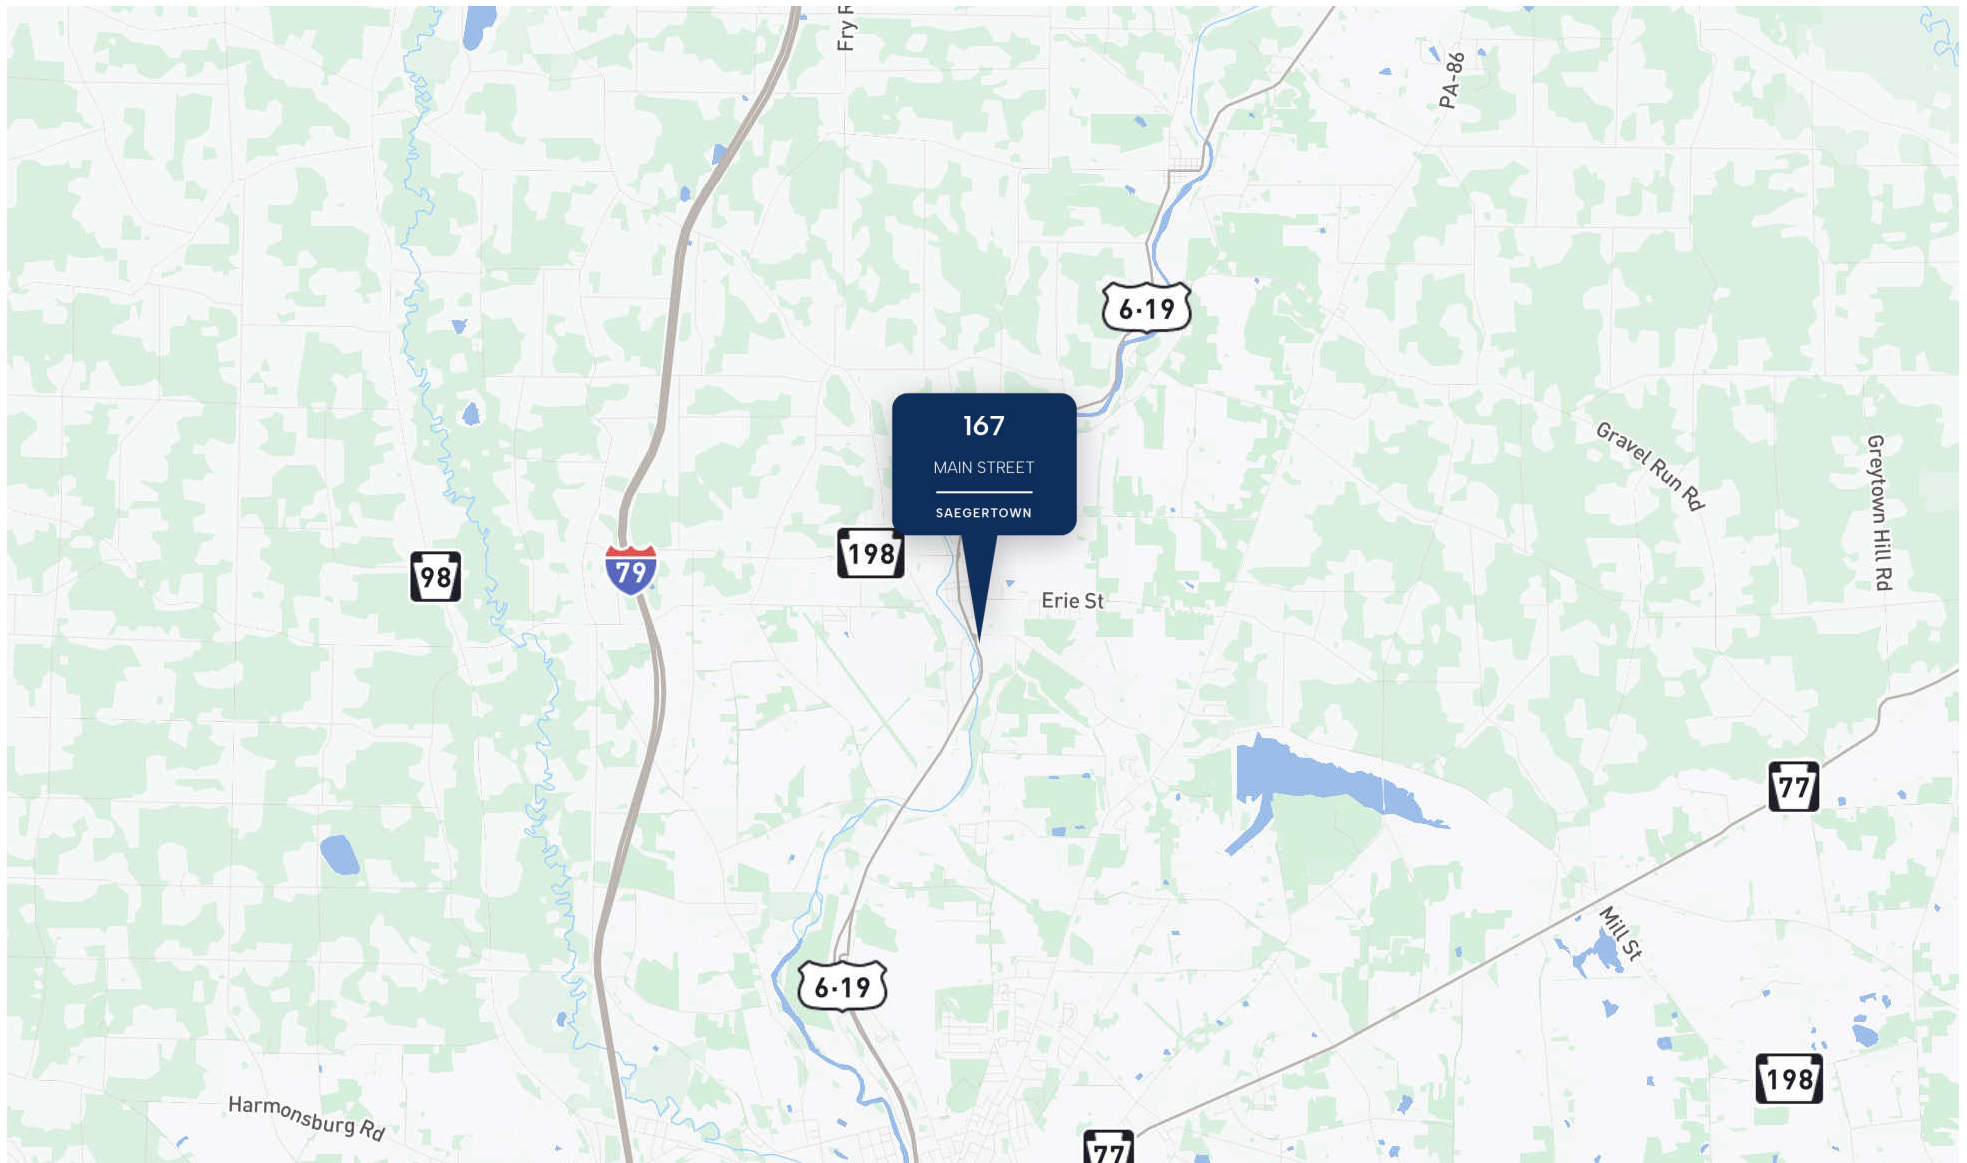 Fry R
PA-86
6·19
167
MAIN STREET
SAEGERTOWN
Gravel Run Rd
Greytown Hill Rd
198
98
79
Erie St
77
Mill St
6·19
198
Harmonsburg Rd
77